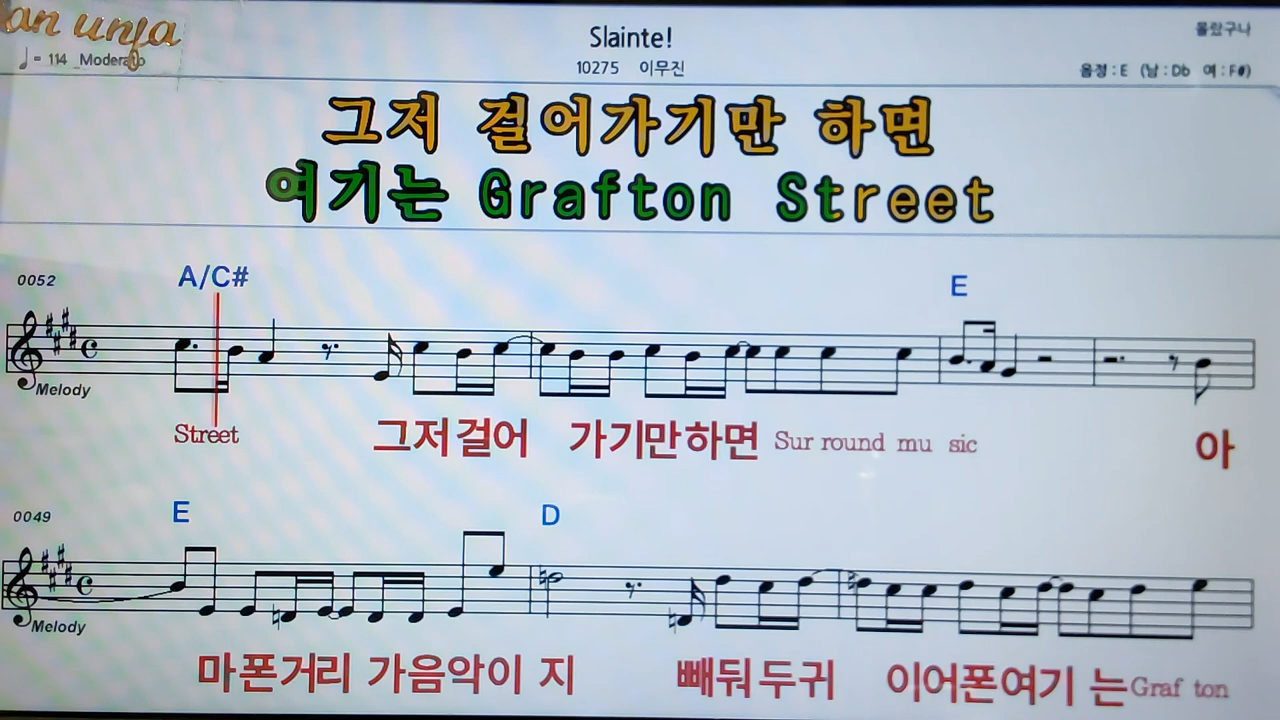 an unja
♩= 114 _Moderato
Slainte!
10275 이무진
몰랐구나
음정 : E (남 : Db 여 : F#)
그저 걸어가기만 하면
여기는 Grafton Street
0052
A/C#
E
Melody
Street 그저걸어 가기만하면 Sur round mu sic 아
0049
E
D
Melody
마폰거리 가음악이 지 빼둬두귀 이어폰여기 는Graf ton